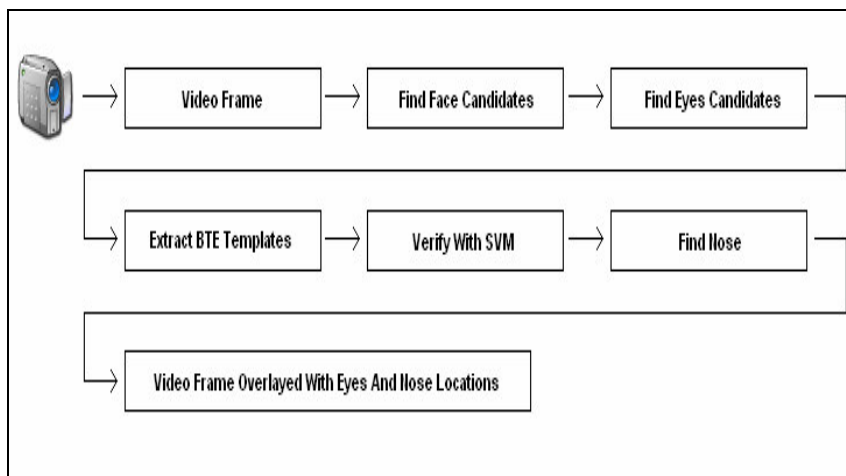 Video Frame
Find Face Candidates
Find Eyes Candidates
Extract BTE Templates
Verify With SVM
Find Nose
Video Frame Overlayed With Eyes And Nose Locations